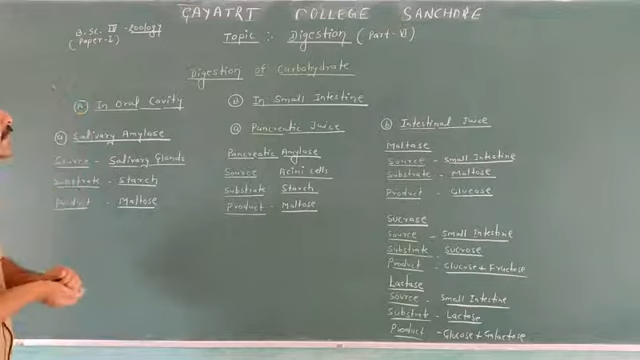 GAYATRI COLLEGE SANCHORE
B.SC. III - Zoology
(Paper-I)
Topic :- Digestion (Part-VI)
Digestion of Carbohydrate
(A) In Oral Cavity
(a) Salivary Amylase
Source - Salivary Glands
Substrate - Starch
Product - Maltose
In Small Intestine
(a) Pancreatic Juice
Pancreatic Amylase
Source - Acini cells
Substrate - Starch
Product - Maltose
(b) Intestinal Juice
Maltase
Source - Small Intestine
Substrate - Maltose
Product - Glucose
Sucrase
Source - Small Intestine
Substrate - Sucrose
Product - Glucose + Fructose
Lactase
Source - Small Intestine
Substrate - Lactose
Product - Glucose + Galactose